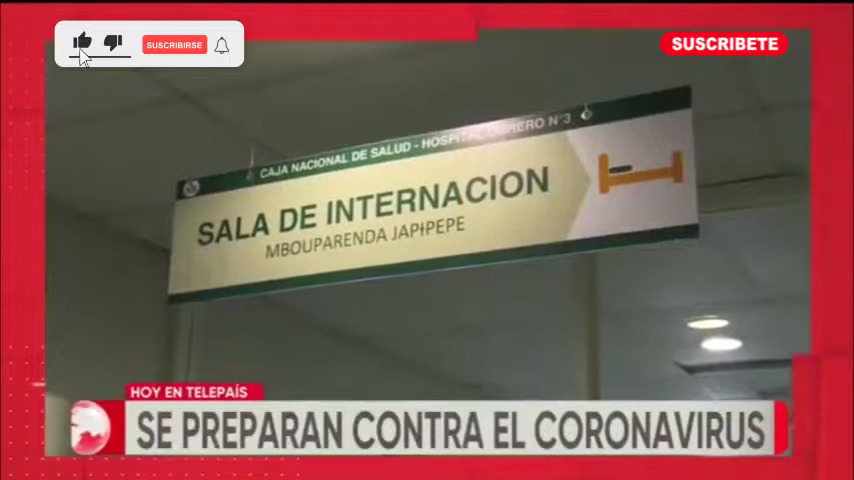 SUSCRIBIRSE
SUSCRIBETE
CAJA NACIONAL DE SALUD - HOSPITAL OBRERO N°3
SALA DE INTERNACION
MBOUPARENDA JAPɨPEPE
HOY EN TELEPAÍS
SE PREPARAN CONTRA EL CORONAVIRUS